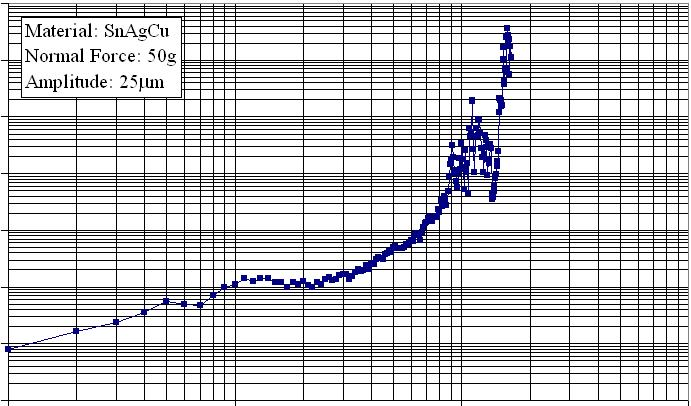 Material: SnAgCu
Normal Force: 50g
Amplitude: 25μm